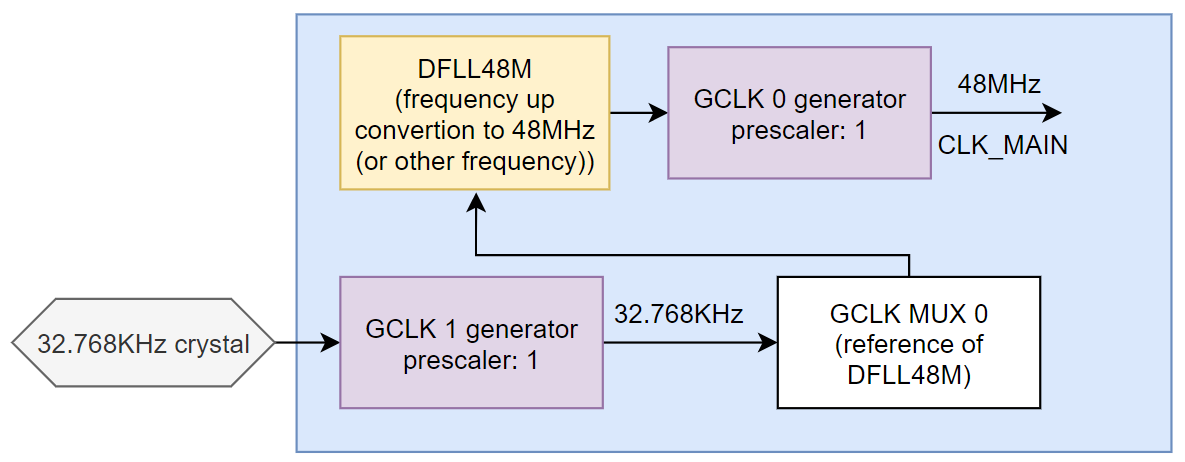 DFLL48M
(frequency up
convertion to 48MHz
(or other frequency))
GCLK 0 generator
prescaler: 1
48MHz
CLK_MAIN
32.768KHz crystal
GCLK 1 generator
prescaler: 1
32.768KHz
GCLK MUX 0
(reference of
DFLL48M)